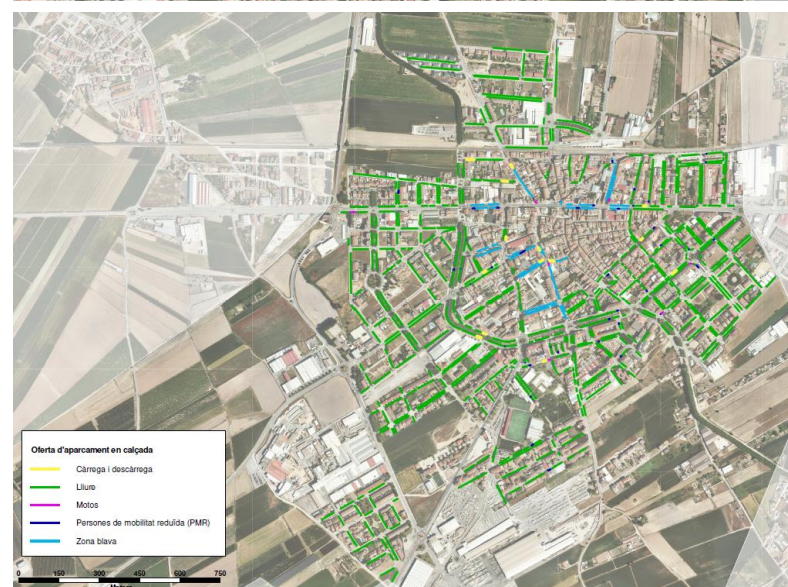 Oferta d'aparcament en calçada
Càrrega i descàrrega
Lliure
Motos
Persones de mobilitat reduïda (PMR)
Zona blava
0 150 300 450 600 750